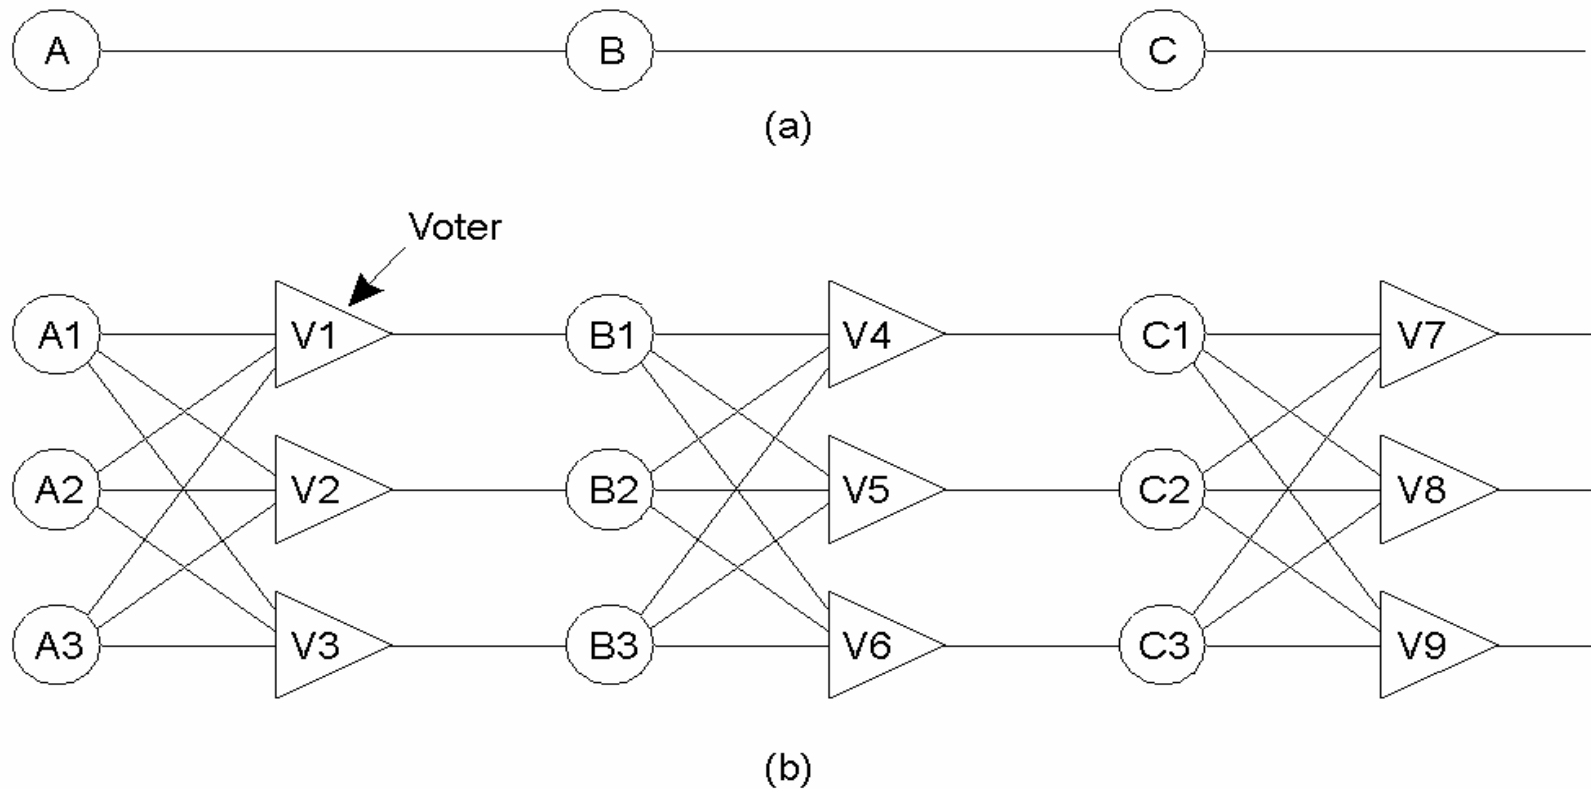 A B C
(a)
Voter
A1 V1 B1 V4 C1 V7
A2 V2 B2 V5 C2 V8
A3 V3 B3 V6 C3 V9
(b)